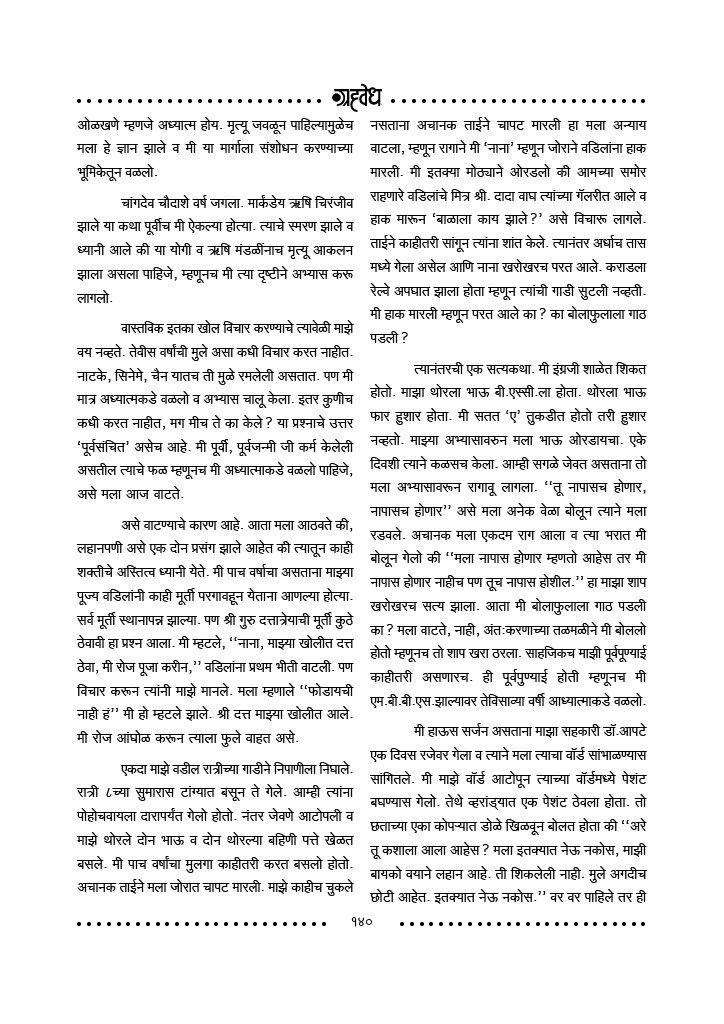 ग्रहवेध
ओळखणे म्हणजे अध्यात्म होय. मृत्यू जवळून पाहिल्यामुळेच
मला हे ज्ञान झाले व मी या मार्गाला संशोधन करण्याच्या
भूमिकेतून वळलो.
चांगदेव चौदाशे वर्ष जगला. मार्कंडेय ऋषि चिरंजीव
झाले या कथा पूर्वीच मी ऐकल्या होत्या. त्याचे स्मरण झाले व
ध्यानी आले की या योगी व ऋषि मंडळींनाच मृत्यू आकलन
झाला असला पाहिजे, म्हणूनच मी त्या दृष्टीने अभ्यास करू
लागलो.
वास्तविक इतका खोल विचार करण्याचे त्यावेळी माझे
वय नव्हते. तेवीस वर्षांची मुले असा कधी विचार करत नाहीत.
नाटके, सिनेमे, चैन यातच ती मुळे रमलेली असतात. पण मी
मात्र अध्यात्मकडे वळलो व अभ्यास चालू केला. इतर कुणीच
कधी करत नाहीत, मग मीच ते का केले? या प्रश्नाचे उत्तर
‘पूर्वसंचित’ असेच आहे. मी पूर्वी, पूर्वजन्मी जी कर्म केलेली
असतील त्याचे फळ म्हणूनच मी अध्यात्माकडे वळलो पाहिजे,
असे मला आज वाटते.
असे वाटण्याचे कारण आहे. आता मला आठवते की,
लहानपणी असे एक दोन प्रसंग झाले आहेत की त्यातून काही
शक्तीचे अस्तित्व ध्यानी येते. मी पाच वर्षाचा असताना माझ्या
पूज्य वडिलांनी काही मूर्ती परगावहून येताना आणल्या होत्या.
सर्व मूर्ती स्थानापन्न झाल्या. पण श्री गुरु दत्तात्रेयाची मूर्ती कुठे
ठेवावी हा प्रश्न आला. मी म्हटले, ‘‘नाना, माझ्या खोलीत दत्त
ठेवा, मी रोज पूजा करीन,’’ वडिलांना प्रथम भीती वाटली. पण
विचार करून त्यांनी माझे मानले. मला म्हणाले ‘‘फोडायची
नाही हं’’ मी हो म्हटले झाले. श्री दत्त माझ्या खोलीत आले.
मी रोज आंघोळ करून त्याला फुले वाहत असे.
एकदा माझे वडील रात्रीच्या गाडीने निपाणीला निघाले.
रात्री ८च्या सुमारास टांग्यात बसून ते गेले. आम्ही त्यांना
पोहोचवायला दारापर्यंत गेलो होतो. नंतर जेवणे आटोपली व
माझे थोरले दोन भाऊ व दोन थोरल्या बहिणी पत्ते खेळत
बसले. मी पाच वर्षांचा मुलगा काहीतरी करत बसलो होतो.
अचानक ताईने मला जोरात चापट मारली. माझे काहीच चुकले
नसताना अचानक ताईने चापट मारली हा मला अन्याय
वाटला, म्हणून रागाने मी ‘नाना’ म्हणून जोराने वडिलांना हाक
मारली. मी इतक्या मोठ्याने ओरडलो की आमच्या समोर
राहणारे वडिलांचे मित्र श्री. दादा वाघ त्यांच्या गॅलरीत आले व
हाक मारून ‘बाळाला काय झाले?’ असे विचारू लागले.
ताईने काहीतरी सांगून त्यांना शांत केले. त्यानंतर अर्धाच तास
मध्ये गेला असेल आणि नाना खरोखरच परत आले. कराडला
रेल्वे अपघात झाला होता म्हणून त्यांची गाडी सुटली नव्हती.
मी हाक मारली म्हणून परत आले का? का बोलाफुलाला गाठ
पडली?
त्यानंतरची एक सत्यकथा. मी इंग्रजी शाळेत शिकत
होतो. माझा थोरला भाऊ बी.एस्सी.ला होता. थोरला भाऊ
फार हुशार होता. मी सतत ‘ए’ तुकडीत होतो तरी हुशार
नव्हतो. माझ्या अभ्यासावरुन मला भाऊ ओरडायचा. एके
दिवशी त्याने कळसच केला. आम्ही सगळे जेवत असताना तो
मला अभ्यासावरून रागावू लागला. ‘‘तू नापासच होणार,
नापासच होणार’’ असे मला अनेक वेळा बोलून त्याने मला
रडवले. अचानक मला एकदम राग आला व त्या भरात मी
बोलून गेलो की ‘‘मला नापास होणार म्हणतो आहेस तर मी
नापास होणार नाहीच पण तूच नापास होशील.’’ हा माझा शाप
खरोखरच सत्य झाला. आता मी बोलाफुलाला गाठ पडली
का? मला वाटते, नाही, अंतःकरणाच्या तळमळीने मी बोललो
होतो म्हणूनच तो शाप खरा ठरला. साहजिकच माझी पूर्वपूण्याई
काहीतरी असणारच. ही पूर्वपुण्याई होती म्हणूनच मी
एम.बी.बी.एस.झाल्यावर तेविसाव्या वर्षी आध्यात्माकडे वळलो.
मी हाऊस सर्जन असताना माझा सहकारी डॉ.आपटे
एक दिवस रजेवर गेला व त्याने मला त्याचा वॉर्ड सांभाळण्यास
सांगितले. मी माझे वॉर्ड आटोपून त्याच्या वॉर्डमध्ये पेशंट
बघण्यास गेलो. तेथे व्हरांड्यात एक पेशंट ठेवला होता. तो
छताच्या एका कोपऱ्यात डोळे खिळवून बोलत होता की ‘‘अरे
तू कशाला आला आहेस? मला इतक्यात नेऊ नकोस, माझी
बायको वयाने लहान आहे. ती शिकलेली नाही. मुले अगदीच
छोटी आहेत. इतक्यात नेऊ नकोस.’’ वर वर पाहिले तर ही
१४०